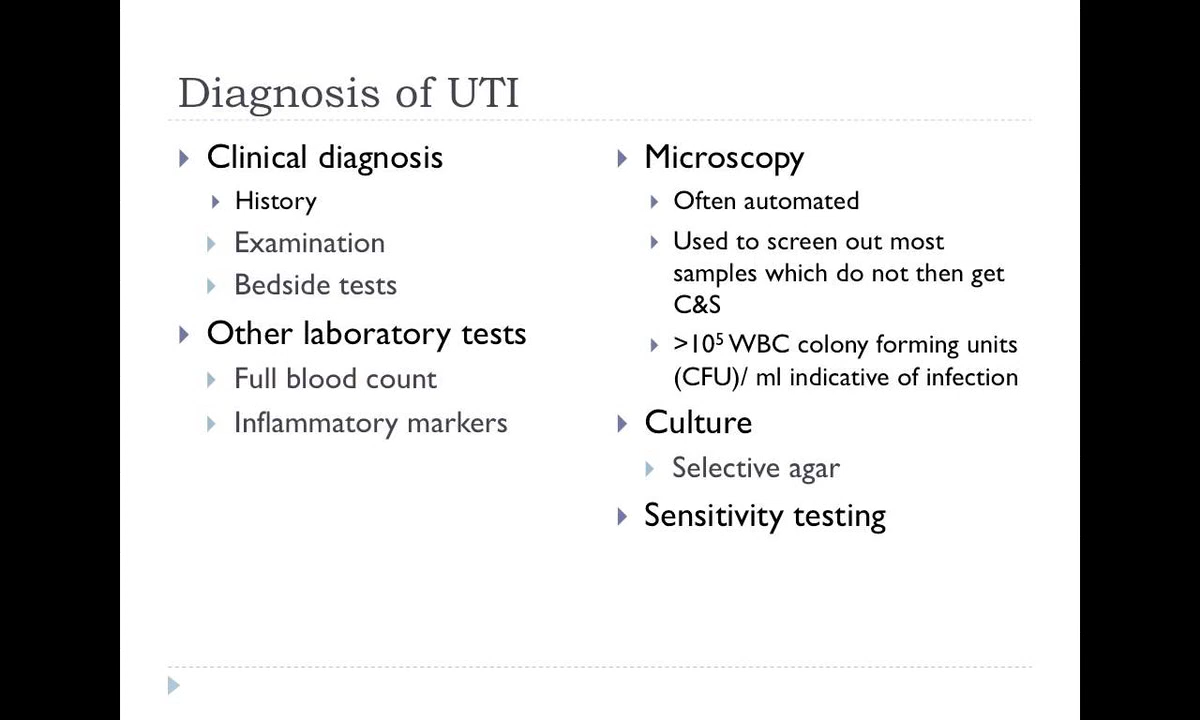 Diagnosis of UTI
Clinical diagnosis
History
Examination
Bedside tests
Other laboratory tests
Full blood count
Inflammatory markers
Microscopy
Often automated
Used to screen out most
samples which do not then get
C&S
>10⁵ WBC colony forming units
(CFU)/ ml indicative of infection
Culture
Selective agar
Sensitivity testing